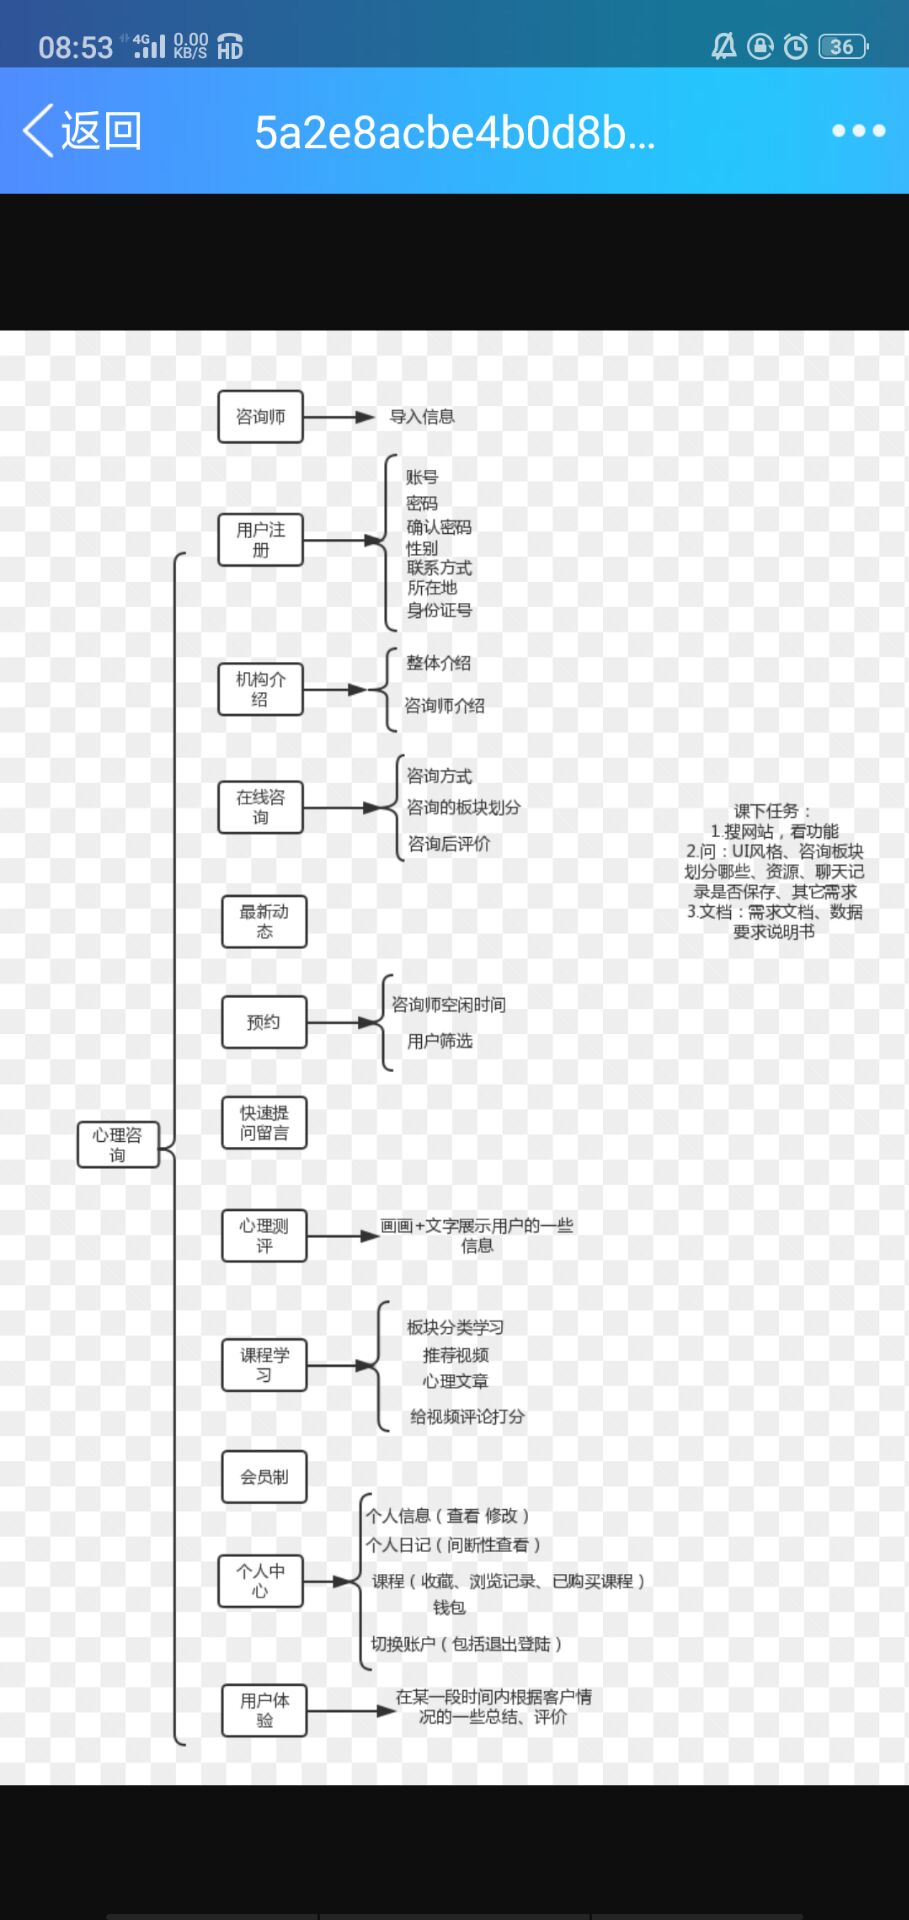 08:53 4G 0.00 KB/S HD 36
返回 5a2e8acbe4b0d8b...
咨询师
导入信息
用户注
册
账号
密码
确认密码
性别
联系方式
所在地
身份证号
机构介
绍
整体介绍
咨询师介绍
在线咨
询
咨询方式
咨询的板块划分
咨询后评价
课下任务：
1.搜网站，看功能
2.问：UI风格、咨询板块
划分哪些、资源、聊天记
录是否保存、其它需求
3.文档：需求文档、数据
要求说明书
最新动
态
预约
咨询师空闲时间
用户筛选
快速提
问留言
心理咨
询
心理测
评
画画+文字展示用户的一些
信息
课程学
习
板块分类学习
推荐视频
心理文章
给视频评论打分
会员制
个人中
心
个人信息（查看 修改）
个人日记（间断性查看）
课程（收藏、浏览记录、已购买课程）
钱包
切换账户（包括退出登陆）
用户体
验
在某一段时间内根据客户情
况的一些总结、评价